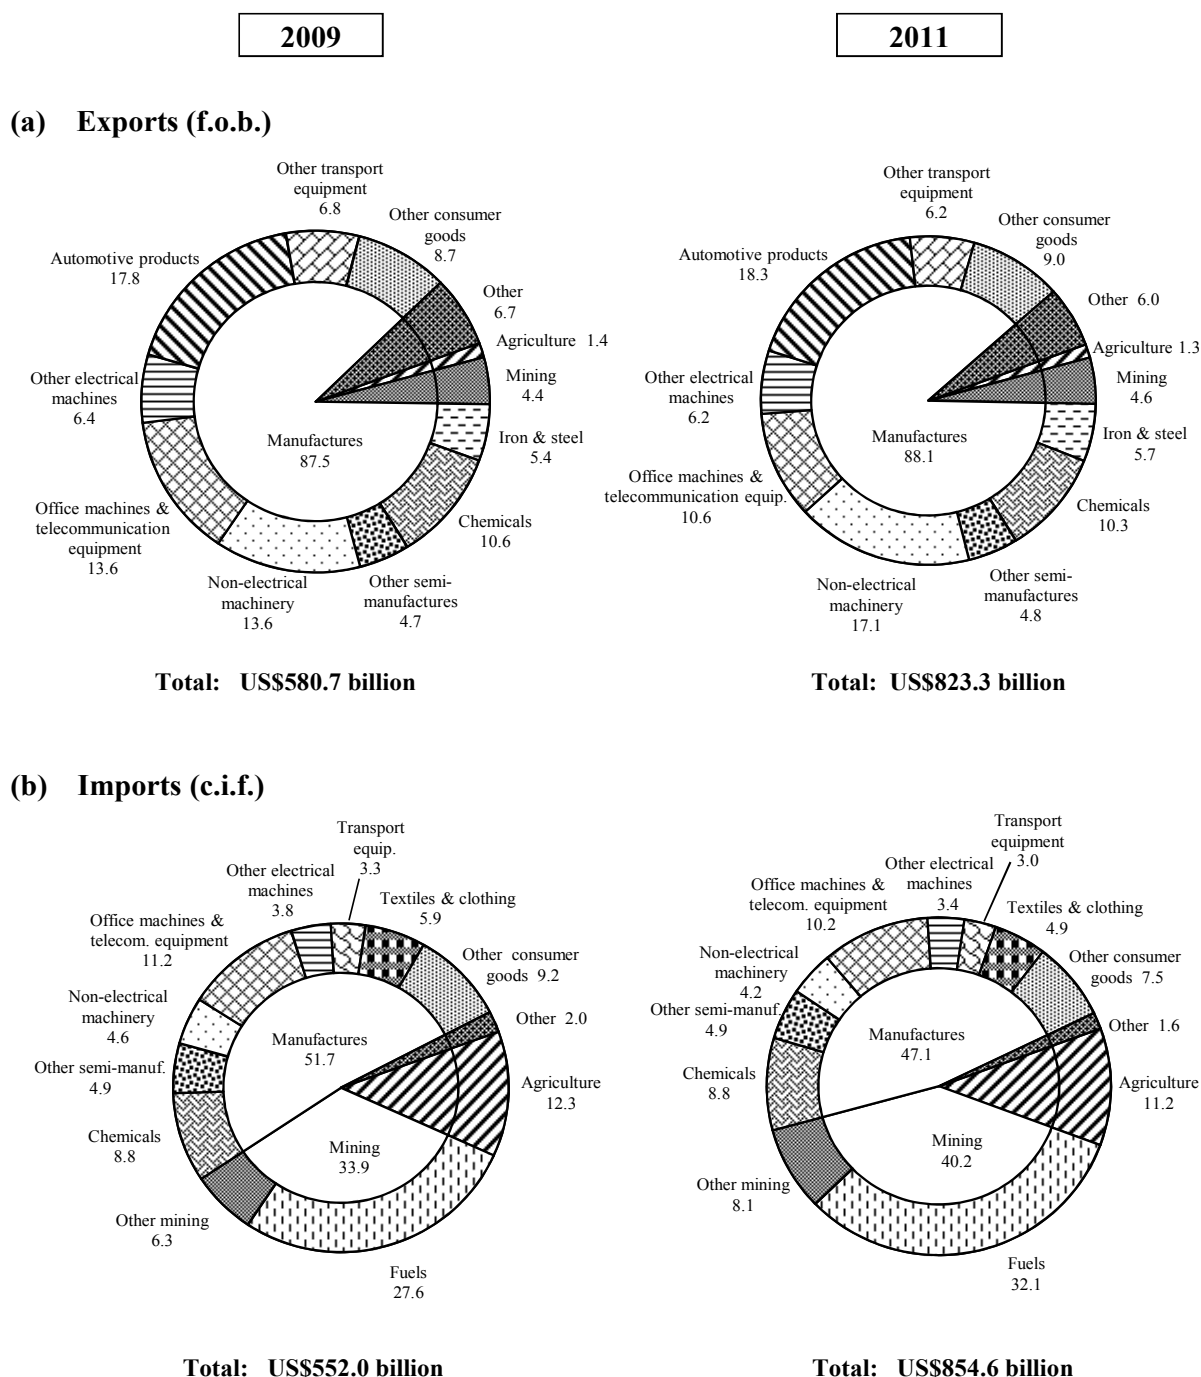 2009
2011
(a) Exports (f.o.b.)
Other transport
equipment
6.8
Other consumer
goods
8.7
Automotive products
17.8
Other
6.7
Agriculture 1.4
Mining
4.4
Other electrical
machines
6.4
Manufactures
87.5
Iron & steel
5.4
Office machines &
telecommunication
equipment
13.6
Chemicals
10.6
Non-electrical
machinery
13.6
Other semi-
manufactures
4.7
Total: US$580.7 billion
Other transport
equipment
6.2
Other consumer
goods
9.0
Automotive products
18.3
Other 6.0
Agriculture 1.3
Mining
4.6
Other electrical
machines
6.2
Manufactures
88.1
Iron & steel
5.7
Office machines &
telecommunication equip.
10.6
Chemicals
10.3
Non-electrical
machinery
17.1
Other semi-
manufactures
4.8
Total: US$823.3 billion
(b) Imports (c.i.f.)
Transport
equip.
3.3
Other electrical
machines
3.8
Textiles & clothing
5.9
Office machines &
telecom. equipment
11.2
Other consumer
goods 9.2
Non-electrical
machinery
4.6
Other 2.0
Manufactures
51.7
Other semi-manuf.
4.9
Agriculture
12.3
Chemicals
8.8
Mining
33.9
Other mining
6.3
Fuels
27.6
Total: US$552.0 billion
Transport
equipment
3.0
Other electrical
machines
3.4
Office machines &
telecom. equipment
10.2
Textiles & clothing
4.9
Other consumer
goods 7.5
Non-electrical
machinery
4.2
Other semi-manuf.
4.9
Other 1.6
Manufactures
47.1
Chemicals
8.8
Agriculture
11.2
Mining
40.2
Other mining
8.1
Fuels
32.1
Total: US$854.6 billion